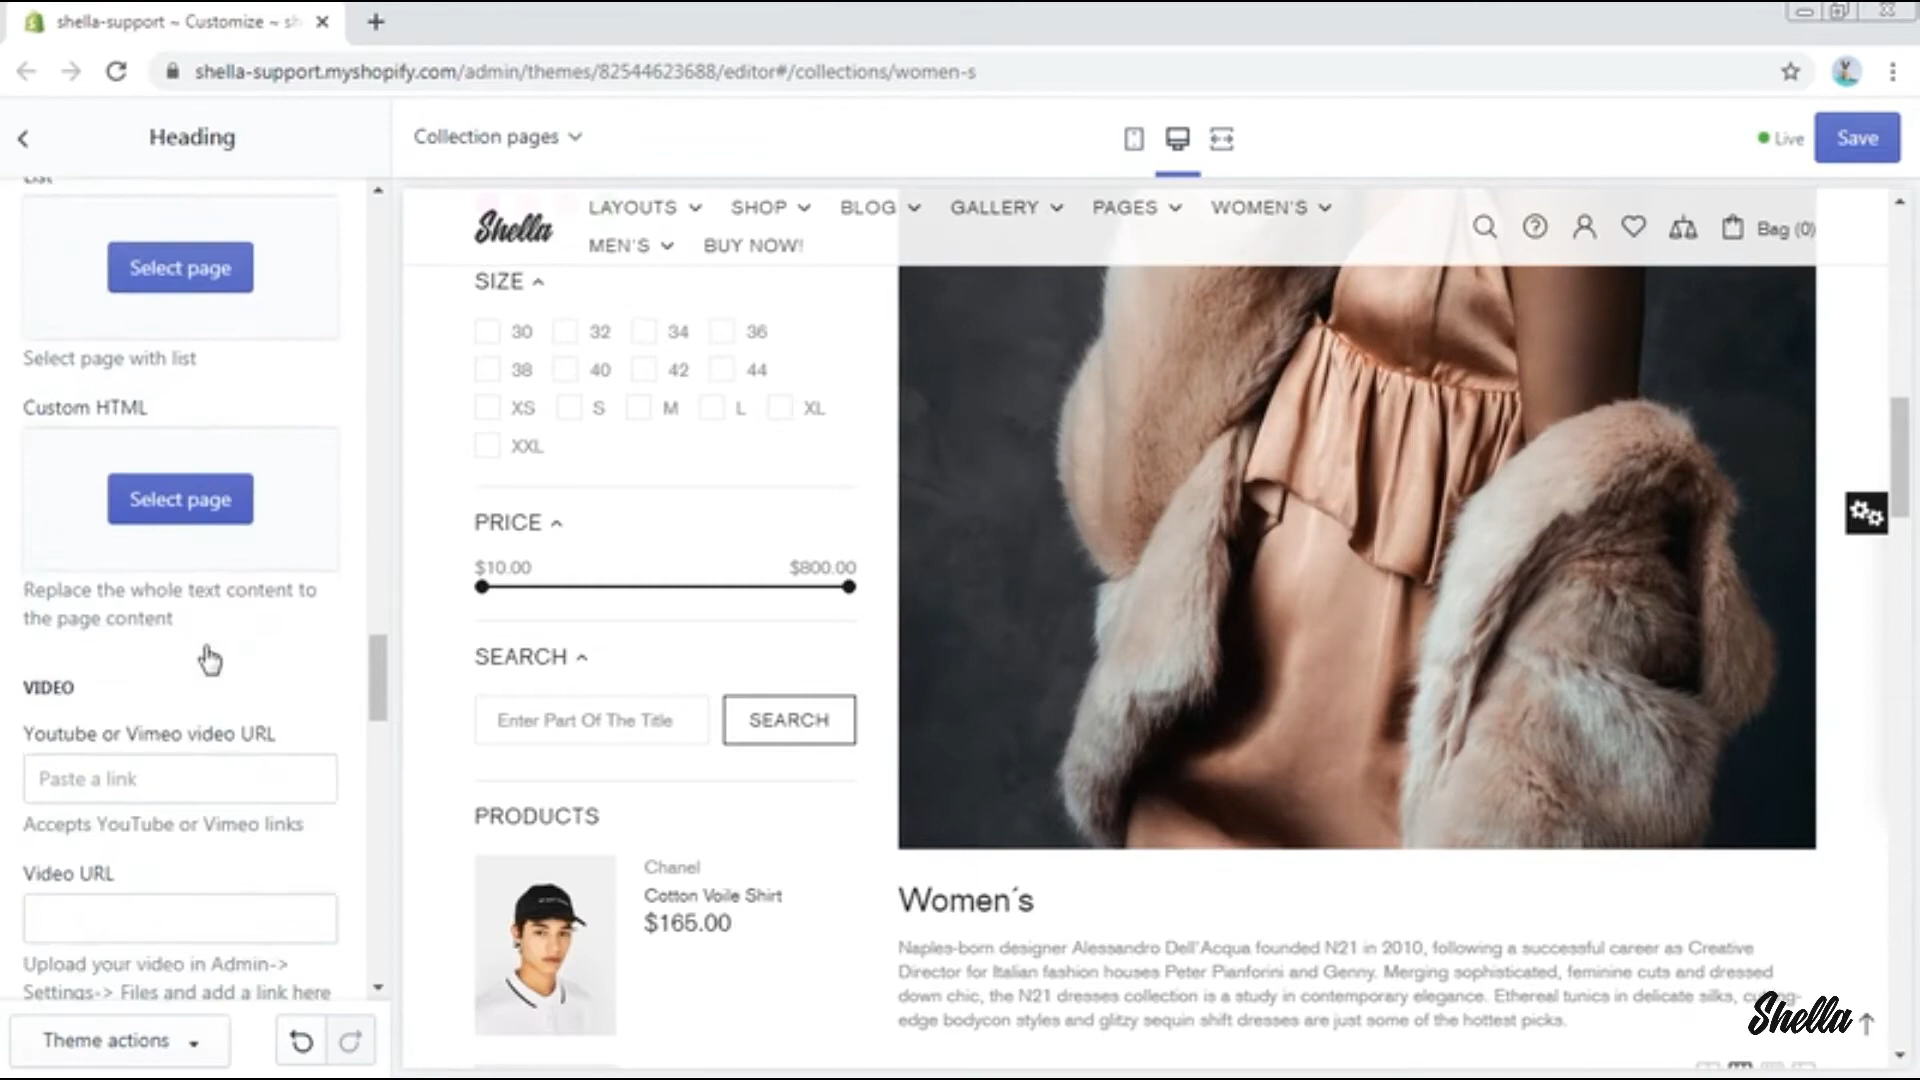 shella-support ~ Customize ~ sh
shella-support.myshopify.com/admin/themes/82544623688/editor#/collections/women-s
Heading
Collection pages
Live
Save
List
Select page
Select page with list
Custom HTML
Select page
Replace the whole text content to
the page content
VIDEO
Youtube or Vimeo video URL
Paste a link
Accepts YouTube or Vimeo links
Video URL
Upload your video in Admin->
Settings-> Files and add a link here
Theme actions
Shella
LAYOUTS SHOP BLOG GALLERY PAGES WOMEN'S
MEN'S BUY NOW!
Bag (0)
SIZE
30 32 34 36
38 40 42 44
XS S M L XL
XXL
PRICE
$10.00 $800.00
SEARCH
Enter Part Of The Title SEARCH
PRODUCTS
Chanel
Cotton Voile Shirt
$165.00
Women´s
Naples-born designer Alessandro Dell'Acqua founded N21 in 2010, following a successful career as Creative
Director for Italian fashion houses Peter Pianforini and Genny. Merging sophisticated, feminine cuts and dressed
down chic, the N21 dresses collection is a study in contemporary elegance. Ethereal tunics in delicate silks,
edge bodycon styles and glitzy sequin shift dresses are just some of the hottest picks.
Shella